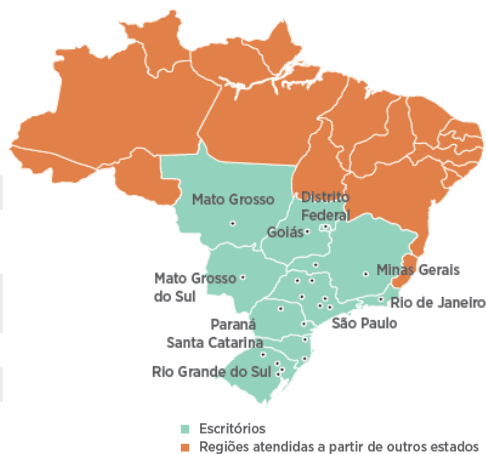 Mato Grosso
Distrito
Federal
Goiás
Minas Gerais
Mato Grosso
do Sul
Rio de Janeiro
Paraná
São Paulo
Santa Catarina
Rio Grande do Sul
Escritórios
Regiões atendidas a partir de outros estados